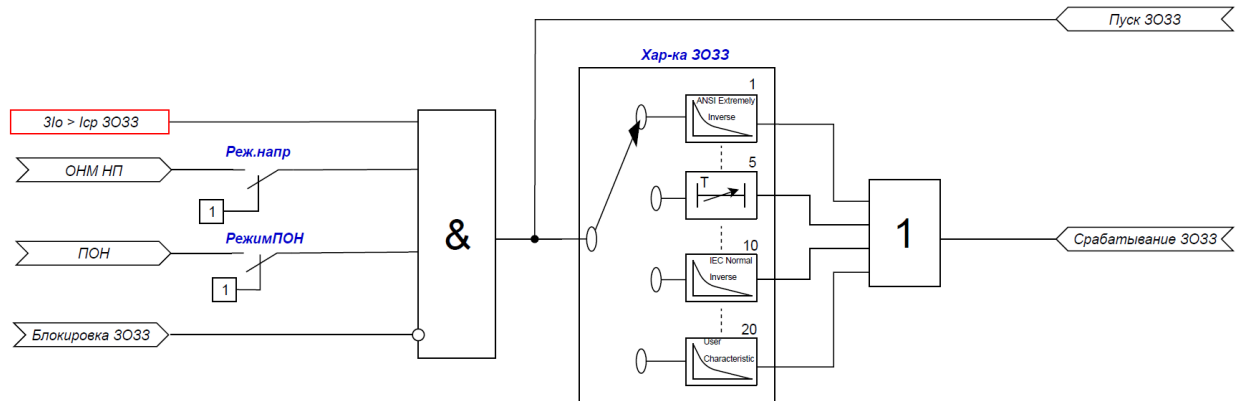 Пуск ЗОЗЗ
Хар-ка ЗОЗЗ
1
ANSI Extremely
Inverse
3Io > Iср ЗОЗЗ
Реж.напр
ОНМ НП
1
5
T
&
1
РежимПОН
ПОН
1
Срабатывание ЗОЗЗ
10
IEC Normal
Inverse
Блокировка ЗОЗЗ
20
User
Characteristic